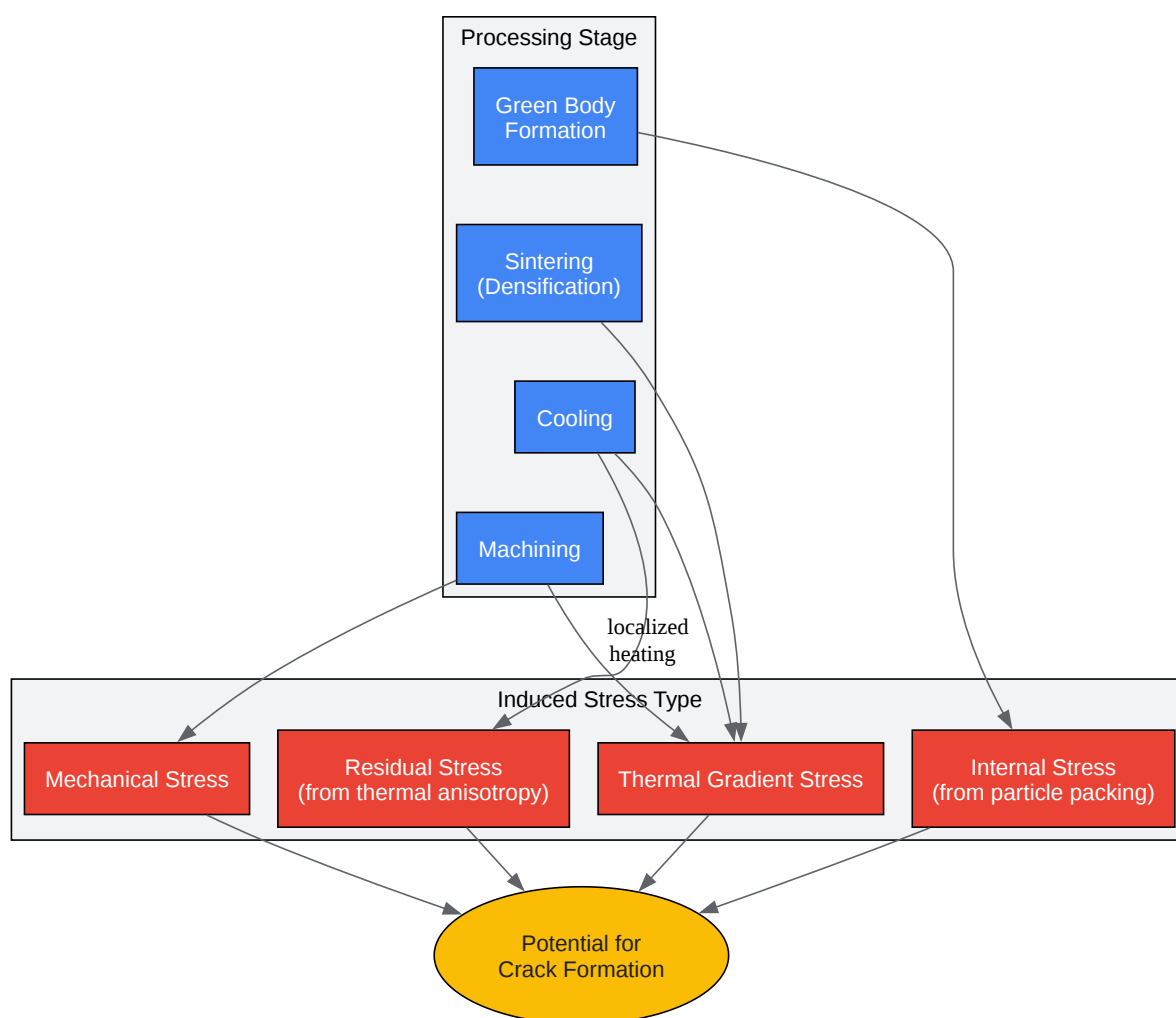 Processing Stage
Green Body
Formation
Sintering
(Densification)
Cooling
Machining
localized
heating
Induced Stress Type
Mechanical Stress
Residual Stress
(from thermal anisotropy)
Thermal Gradient Stress
Internal Stress
(from particle packing)
Potential for
Crack Formation